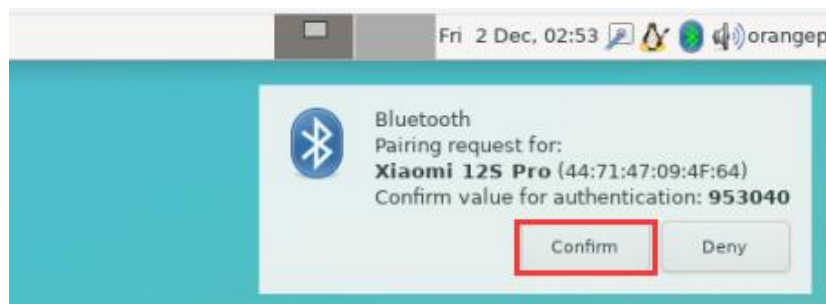 Fri 2 Dec, 02:53 orangep
Bluetooth
Pairing request for:
Xiaomi 12S Pro (44:71:47:09:4F:64)
Confirm value for authentication: 953040
Confirm Deny